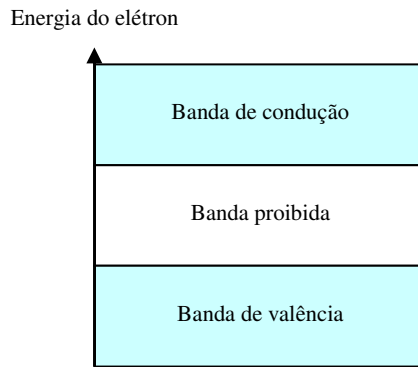 Energia do elétron
Banda de condução
Banda proibida
Banda de valência